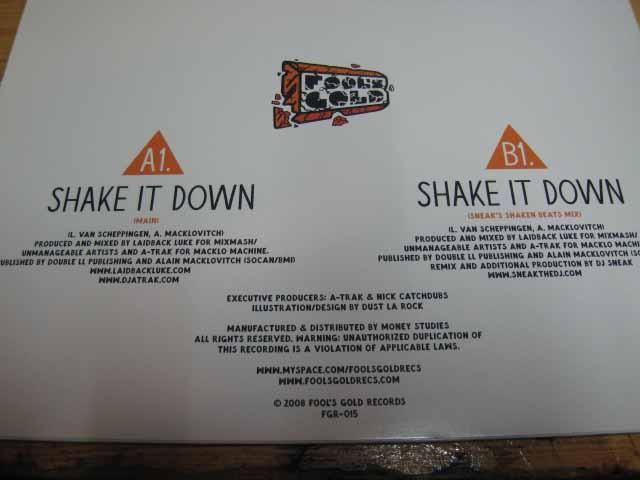 FOOL'S
GOLD
A1.
SHAKE IT DOWN
(MAIN)
(L. VAN SCHEPPINGEN, A. MACKLOVITCH)
PRODUCED AND MIXED BY LAIDBACK LUKE FOR MIXMASH/
UNMANAGEABLE ARTISTS AND A-TRAK FOR MACKLO MACHINE.
PUBLISHED BY DOUBLE LL PUBLISHING AND ALAIN MACKLOVITCH (SOCAN/BMI)
WWW.LAIDBACKLUKE.COM
WWW.DJATRAK.COM
B1.
SHAKE IT DOWN
(SNEAK'S SHAKEN BEATS MIX)
(L. VAN SCHEPPINGEN, A. MACKLOVITCH)
PRODUCED AND MIXED BY LAIDBACK LUKE FOR MIXMASH/
UNMANAGEABLE ARTISTS AND A-TRAK FOR MACKLO
PUBLISHED BY DOUBLE LL PUBLISHING AND ALAIN MACKLOVITCH
REMIX AND ADDITIONAL PRODUCTION BY DJ SNEAK
WWW.SNEAKTHEDJ.COM
EXECUTIVE PRODUCERS: A-TRAK & NICK CATCHDUBS
ILLUSTRATION/DESIGN BY DUST LA ROCK
MANUFACTURED & DISTRIBUTED BY MONEY STUDIES
ALL RIGHTS RESERVED. WARNING: UNAUTHORIZED DUPLICATION OF
THIS RECORDING IS A VIOLATION OF APPLICABLE LAWS.
WWW.MYSPACE.COM/FOOLSGOLDRECS
WWW.FOOLSGOLDRECS.COM
© 2008 FOOL'S GOLD RECORDS
FGR-015